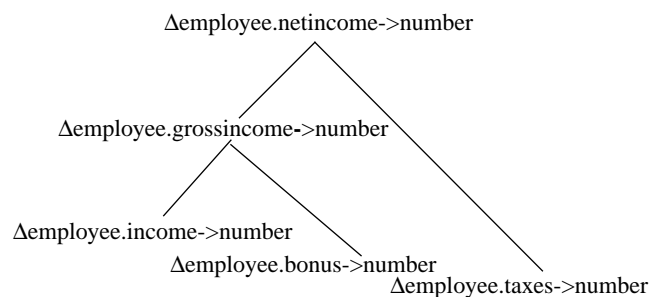 Δemployee.netincome->number
Δemployee.grossincome->number
Δemployee.income->number
Δemployee.bonus->number
Δemployee.taxes->number